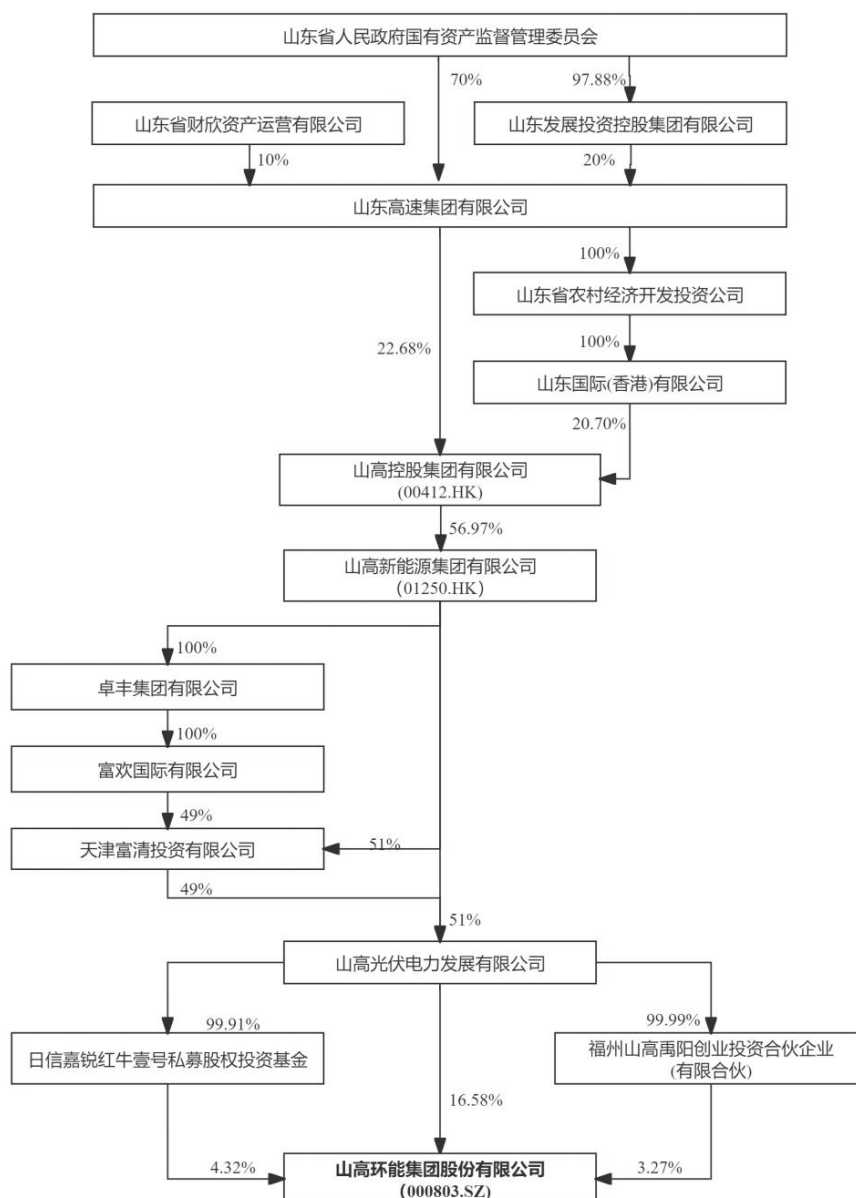 山东省人民政府国有资产监督管理委员会
70%
97.88%
山东省财欣资产运营有限公司
山东发展投资控股集团有限公司
10%
20%
山东高速集团有限公司
100%
山东省农村经济开发投资公司
100%
22.68%
山东国际(香港)有限公司
20.70%
山高控股集团有限公司
(00412.HK)
56.97%
山高新能源集团有限公司
(01250.HK)
100%
卓丰集团有限公司
100%
富欢国际有限公司
49%
天津富清投资有限公司
51%
49%
51%
山高光伏电力发展有限公司
99.91%
99.99%
日信嘉锐红牛壹号私募股权投资基金
福州山高禹阳创业投资合伙企业
(有限合伙)
16.58%
4.32%
山高环能集团股份有限公司
(000803.SZ)
3.27%